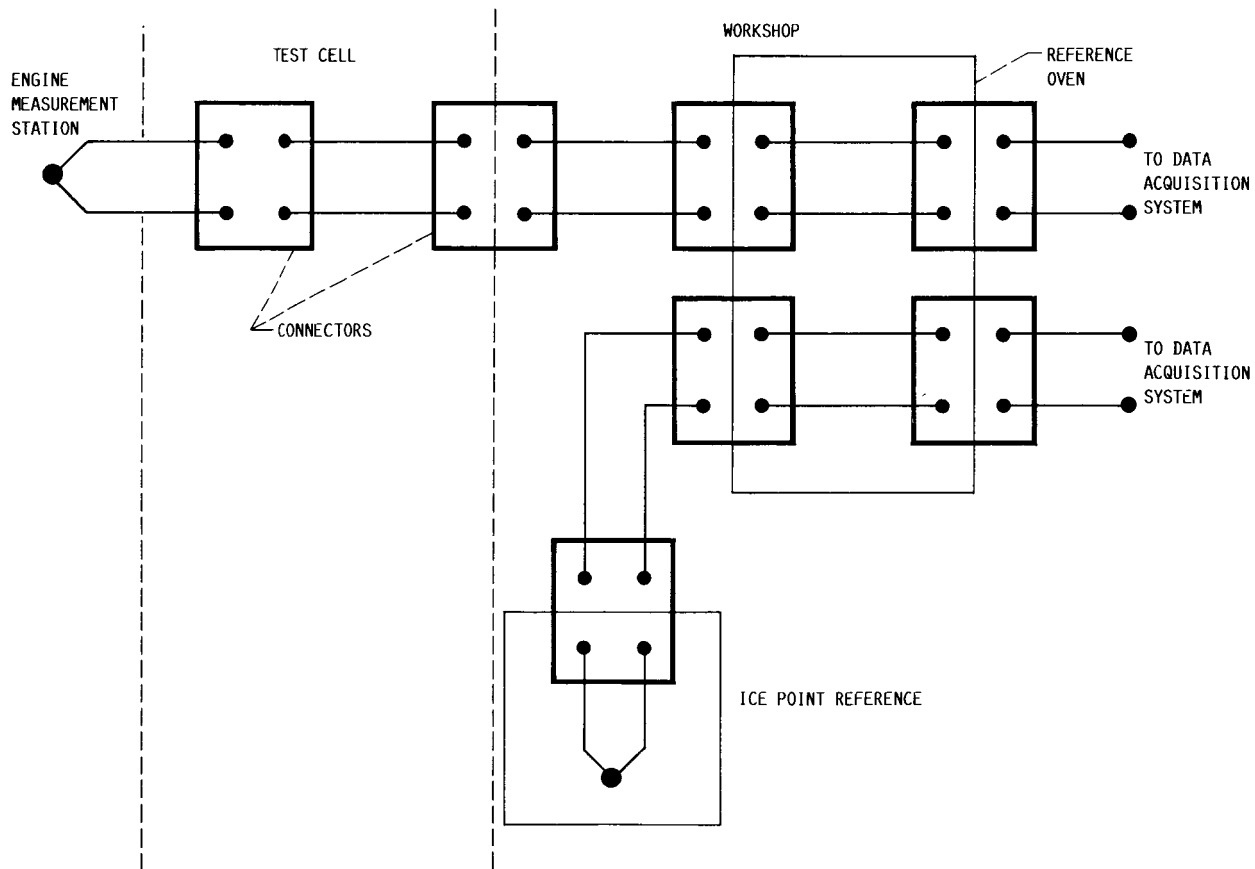 WORKSHOP
TEST CELL
REFERENCE
OVEN
ENGINE
MEASUREMENT
STATION
TO DATA
ACQUISITION
SYSTEM
CONNECTORS
TO DATA
ACQUISITION
SYSTEM
ICE POINT REFERENCE